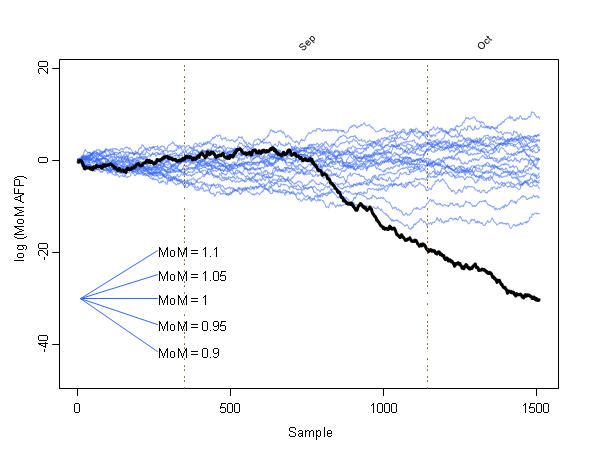 Sep
Oct
20
0
-20
-40
log (MoM AFP)
MoM = 1.1
MoM = 1.05
MoM = 1
MoM = 0.95
MoM = 0.9
0
500
1000
1500
Sample